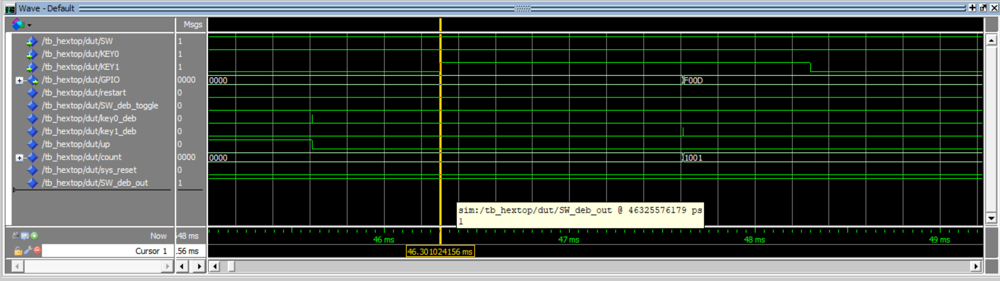 Wave - Default
Msgs
/tb_hextop/dut/SW 1
/tb_hextop/dut/KEY0 1
/tb_hextop/dut/KEY1 1
/tb_hextop/dut/GPIO 0000 0000 F00D
/tb_hextop/dut/restart 0
/tb_hextop/dut/SW_deb_toggle 0
/tb_hextop/dut/key0_deb 0
/tb_hextop/dut/key1_deb 0
/tb_hextop/dut/up 0
/tb_hextop/dut/count 0000 0000 1001
/tb_hextop/dut/sys_reset 0
/tb_hextop/dut/SW_deb_out 1
sim:/tb_hextop/dut/SW_deb_out @ 46325576179 ps
1
Now 548 ms 46 ms 47 ms 48 ms 49 ms
Cursor 1 .56 ms 46.301024156 ms